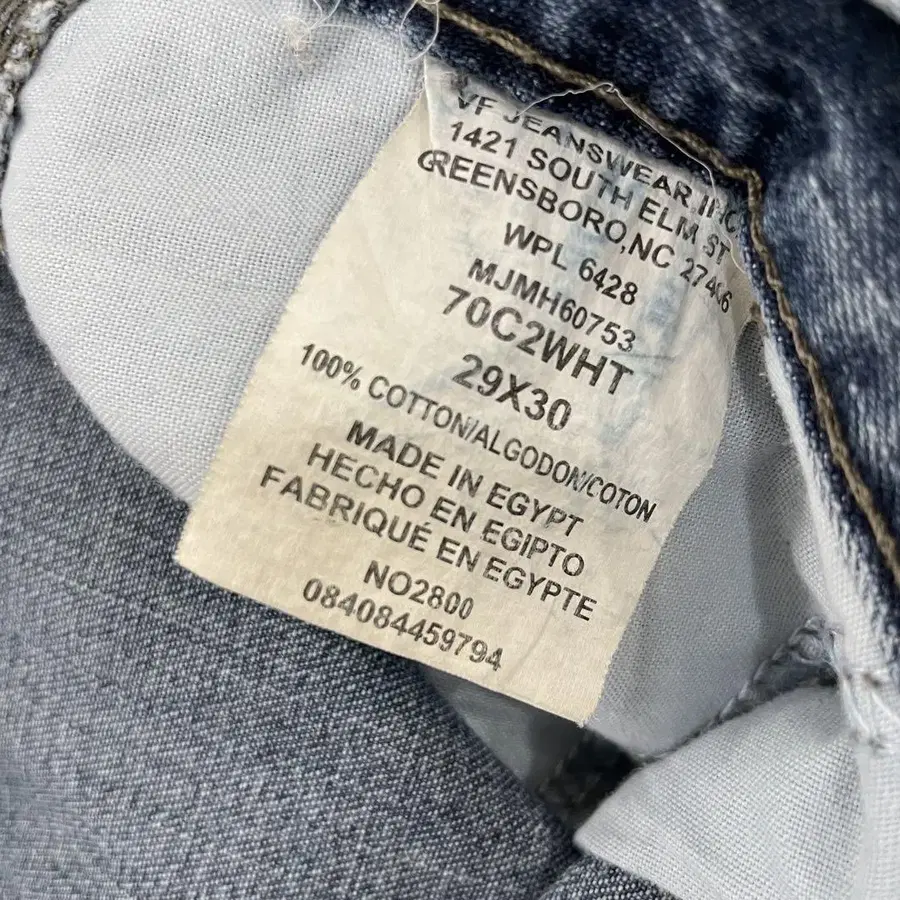 VF JEANSWEAR INC
1421 SOUTH ELM ST
GREENSBORO, NC 27406
WPL 6428
MJMH60753
70C2WHT
29X30
100% COTTON/ALGODON/COTON
MADE IN EGYPT
HECHO EN EGIPTO
FABRIQUÉ EN EGYPTE
NO2800
084084459794